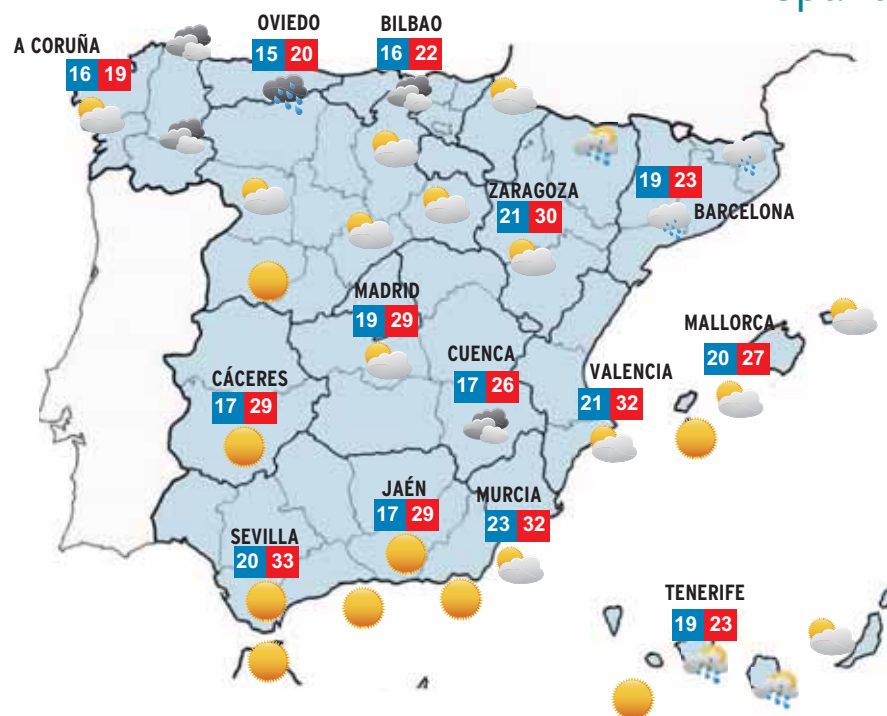 OVIEDO
15 20
BILBAO
16 22
A CORUÑA
16 19
ZARAGOZA
21 30
19 23
BARCELONA
MADRID
19 29
MALLORCA
20 27
CUENCA
17 26
VALENCIA
21 32
CÁCERES
17 29
JAÉN
17 29
MURCIA
23 32
SEVILLA
20 33
TENERIFE
19 23